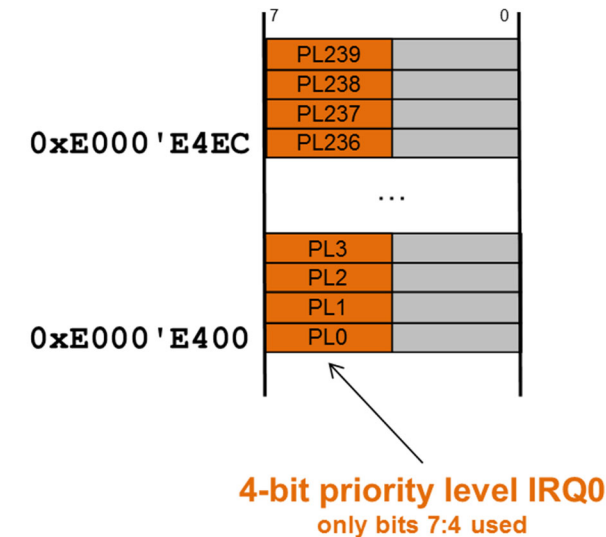 7 0
PL239
PL238
PL237
0xE000'E4EC PL236
...
PL3
PL2
PL1
0xE000'E400 PL0
4-bit priority level IRQ0
only bits 7:4 used